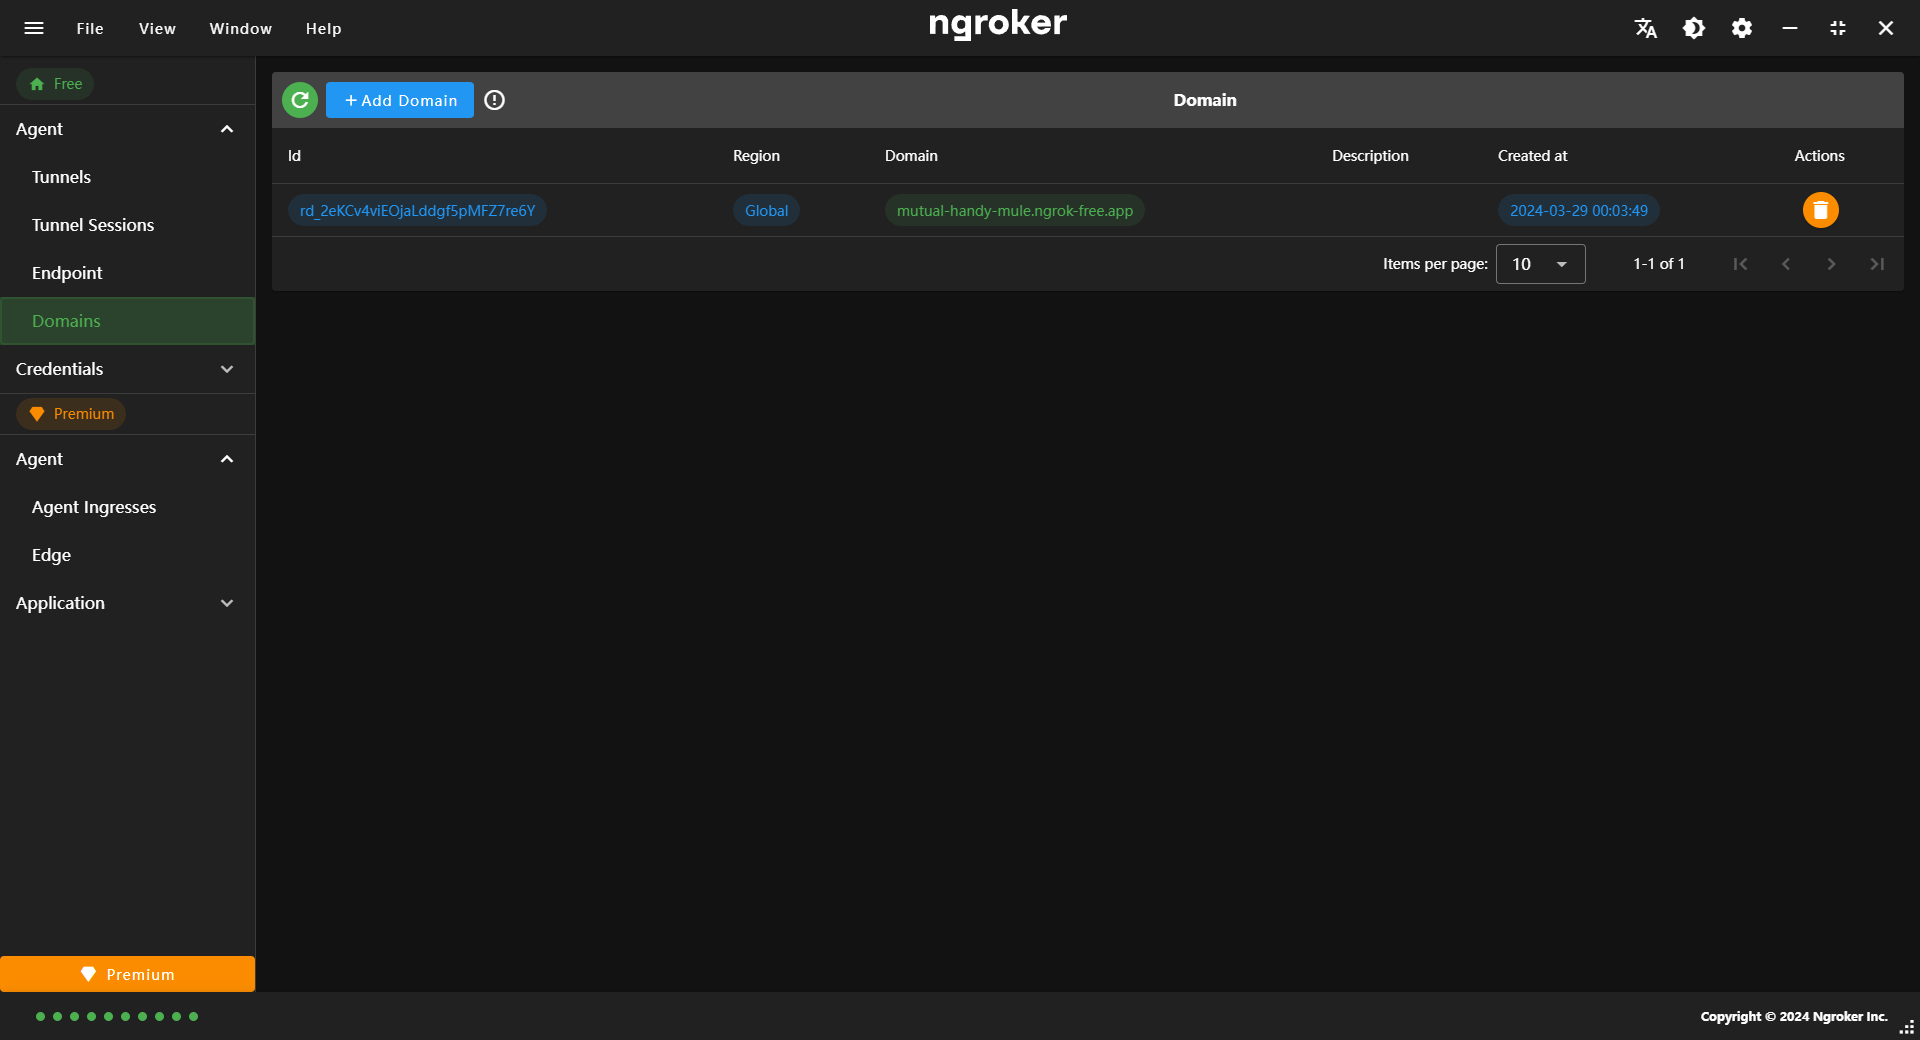 File View Window Help
ngroker
Free
Agent
Tunnels
Tunnel Sessions
Endpoint
Domains
Credentials
Premium
Agent
Agent Ingresses
Edge
Application
Premium
+ Add Domain
Domain
Id Region Domain Description Created at Actions
rd_2eKCv4viEOjaLddgf5pMFZ7re6Y Global mutual-handy-mule.ngrok-free.app 2024-03-29 00:03:49
Items per page: 10 1-1 of 1
Copyright © 2024 Ngroker Inc.